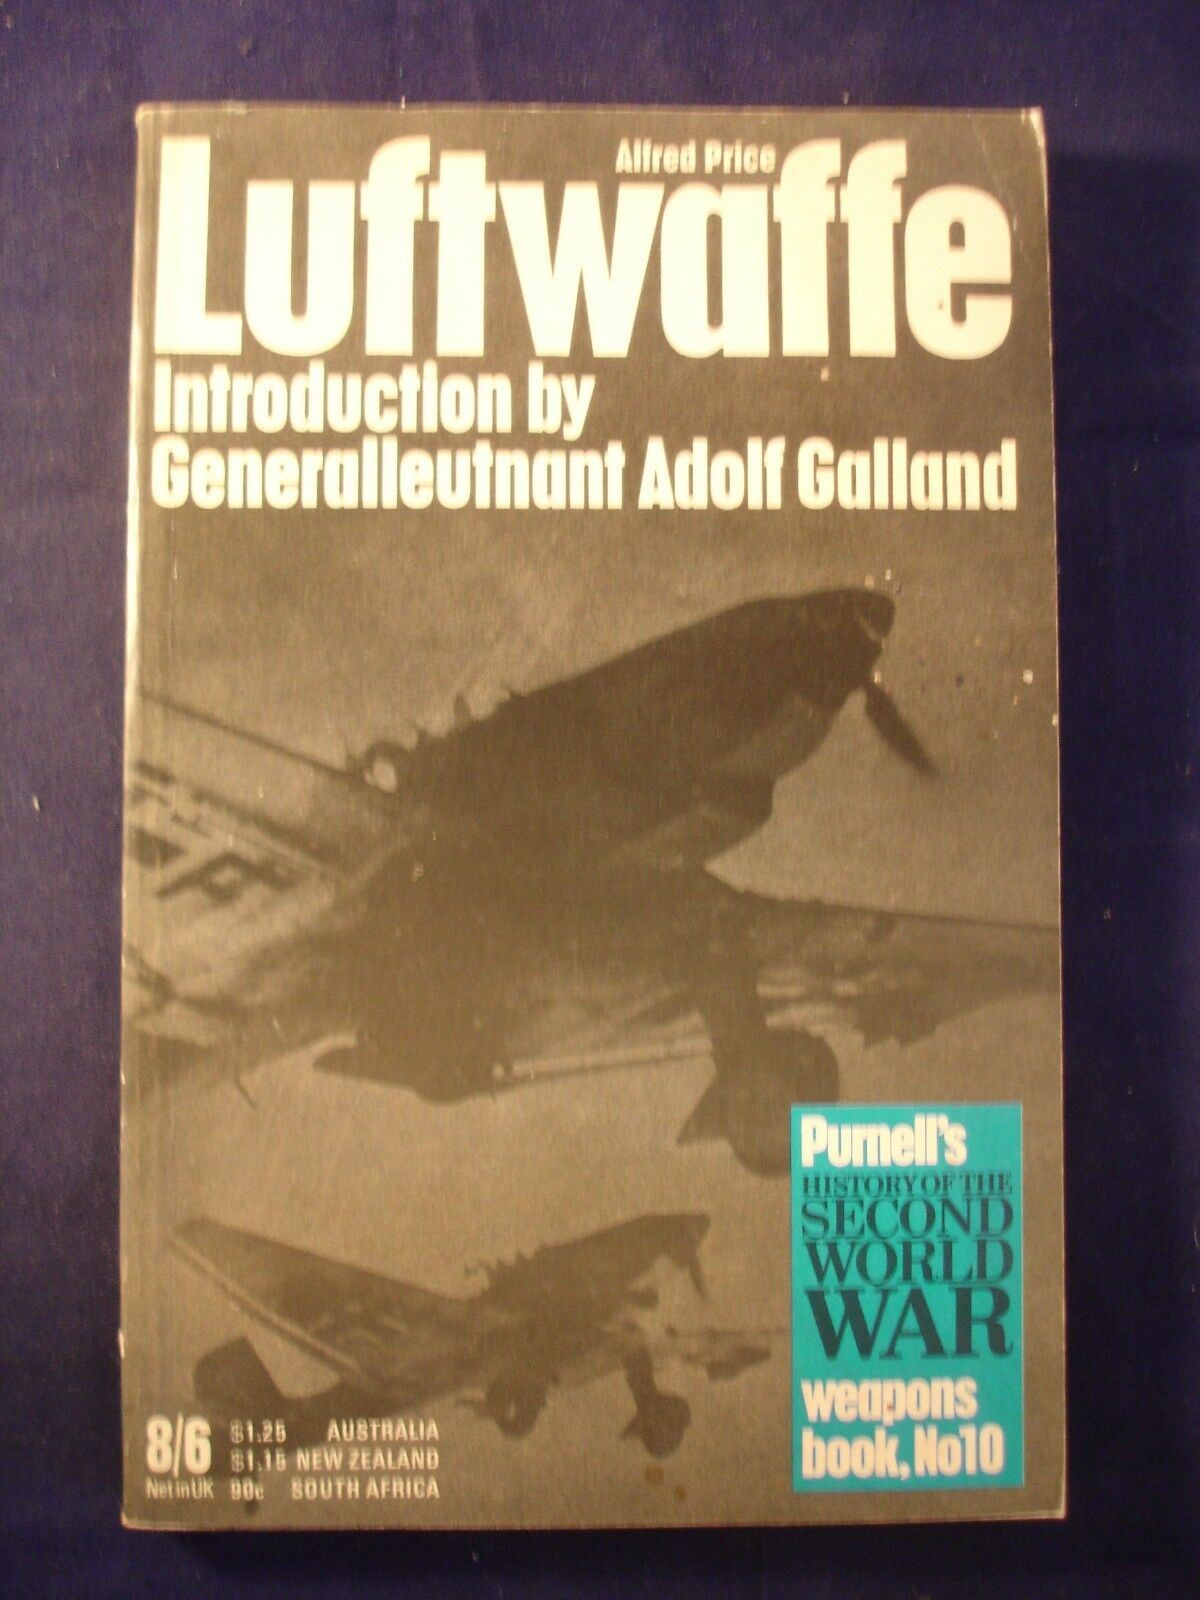 Alfred Price
Luftwaffe
Introduction by
Generalleutnant Adolf Galland
Purnell's
HISTORY OF THE
SECOND
WORLD
WAR
weapons
book, No10
8/6
Net in UK
$1.25 AUSTRALIA
$1.15 NEW ZEALAND
90c SOUTH AFRICA